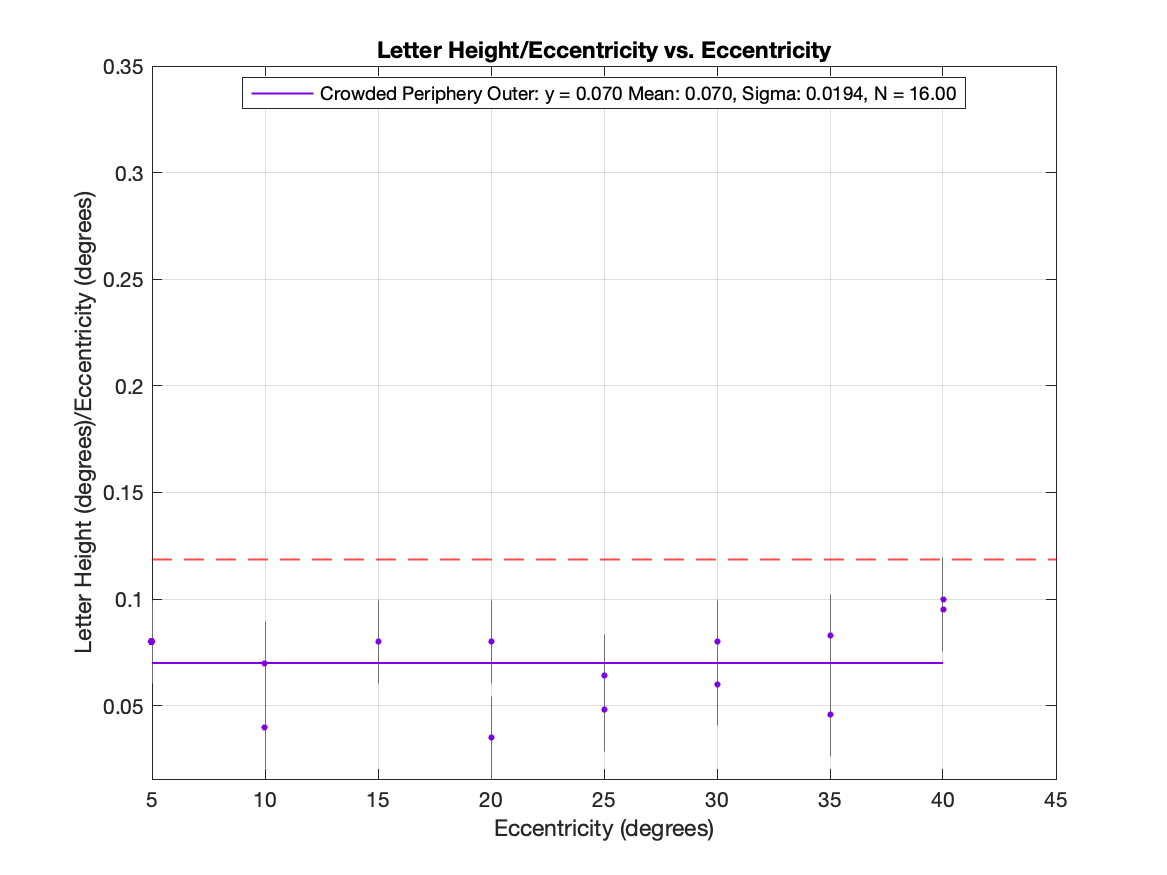 Letter Height/Eccentricity vs. Eccentricity
Crowded Periphery Outer: y = 0.070 Mean: 0.070, Sigma: 0.0194, N = 16.00
Letter Height (degrees)/Eccentricity (degrees)
0.35
0.3
0.25
0.2
0.15
0.1
0.05
5 10 15 20 25 30 35 40 45
Eccentricity (degrees)